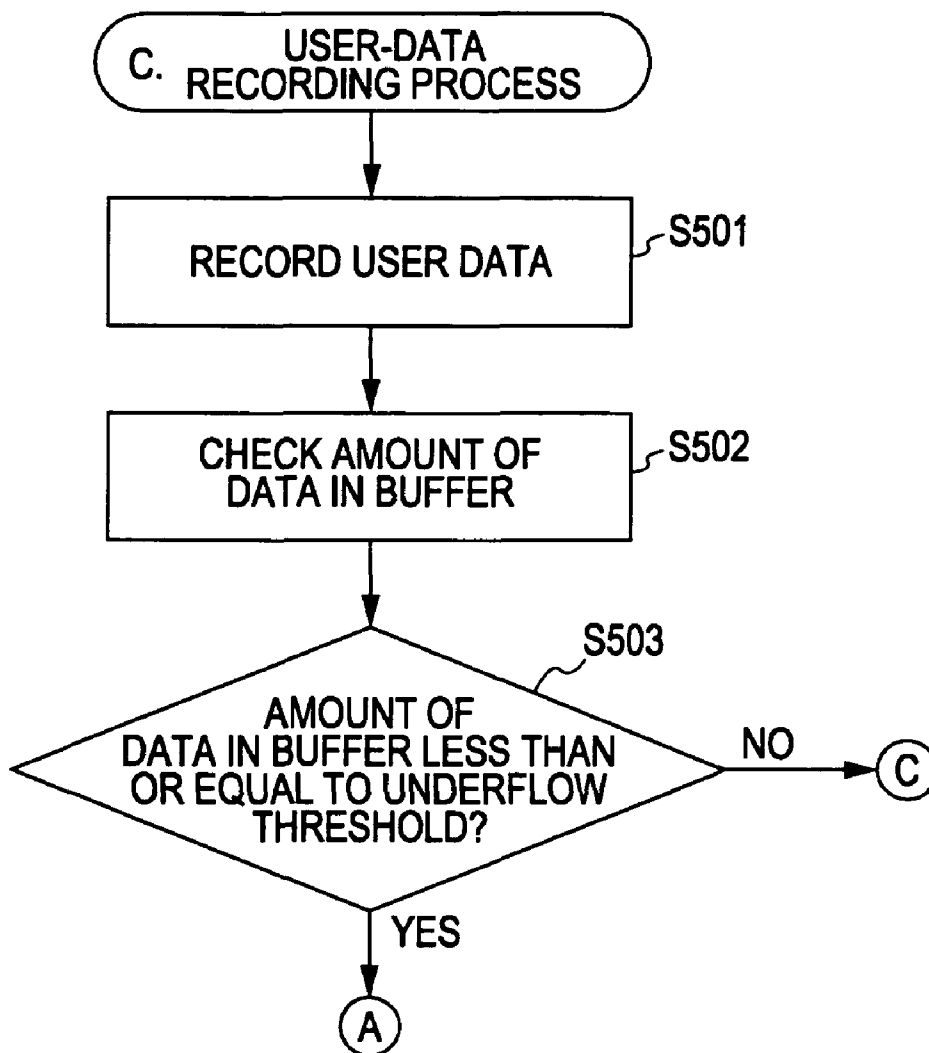 C. USER-DATA
RECORDING PROCESS
RECORD USER DATA
S501
CHECK AMOUNT OF
DATA IN BUFFER
S502
S503
AMOUNT OF
DATA IN BUFFER LESS THAN
OR EQUAL TO UNDERFLOW
THRESHOLD?
NO
C
YES
A